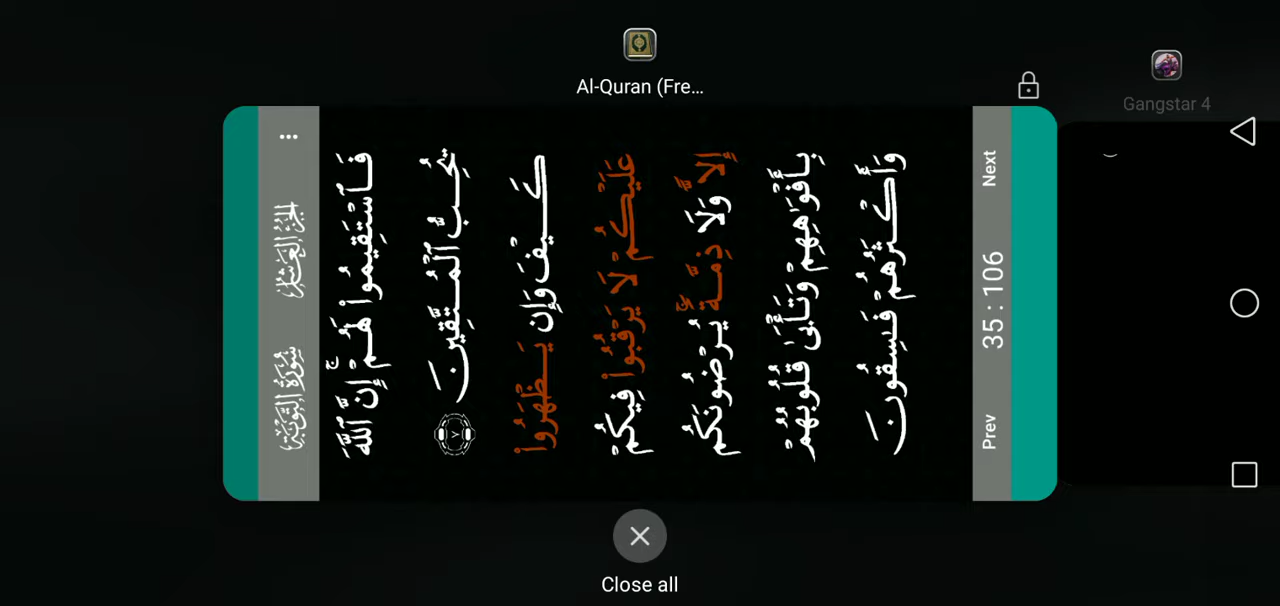 Al-Quran (Fre...
Gangstar 4
سُورَةُ التَّوۡبَةِ
الجُزۡءُ العَاشِرُ
فَٱسۡتَقِيمُوا۟ لَهُمۡۚ إِنَّ ٱللَّهَ
يُحِبُّ ٱلۡمُتَّقِينَ ٧
كَيۡفَ وَإِن يَظۡهَرُوا۟
عَلَيۡكُمۡ لَا يَرۡقُبُوا۟ فِيكُمۡ
إِلًّا وَلَا ذِمَّةًۚ يُرۡضُونَكُم
بِأَفۡوَٰهِهِمۡ وَتَأۡبَىٰ قُلُوبُهُمۡ
وَأَكۡثَرُهُمۡ فَـٰسِقُونَ
Prev
35 : 106
Next
Close all